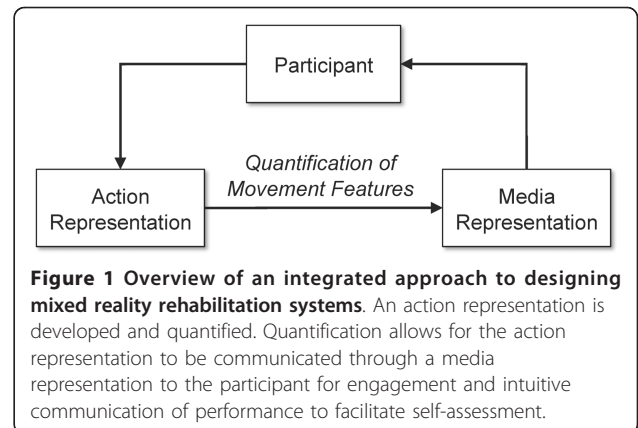 Participant
Quantification of
Movement Features
Action
Representation
Media
Representation
Figure 1 Overview of an integrated approach to designing
mixed reality rehabilitation systems. An action representation is
developed and quantified. Quantification allows for the action
representation to be communicated through a media
representation to the participant for engagement and intuitive
communication of performance to facilitate self-assessment.